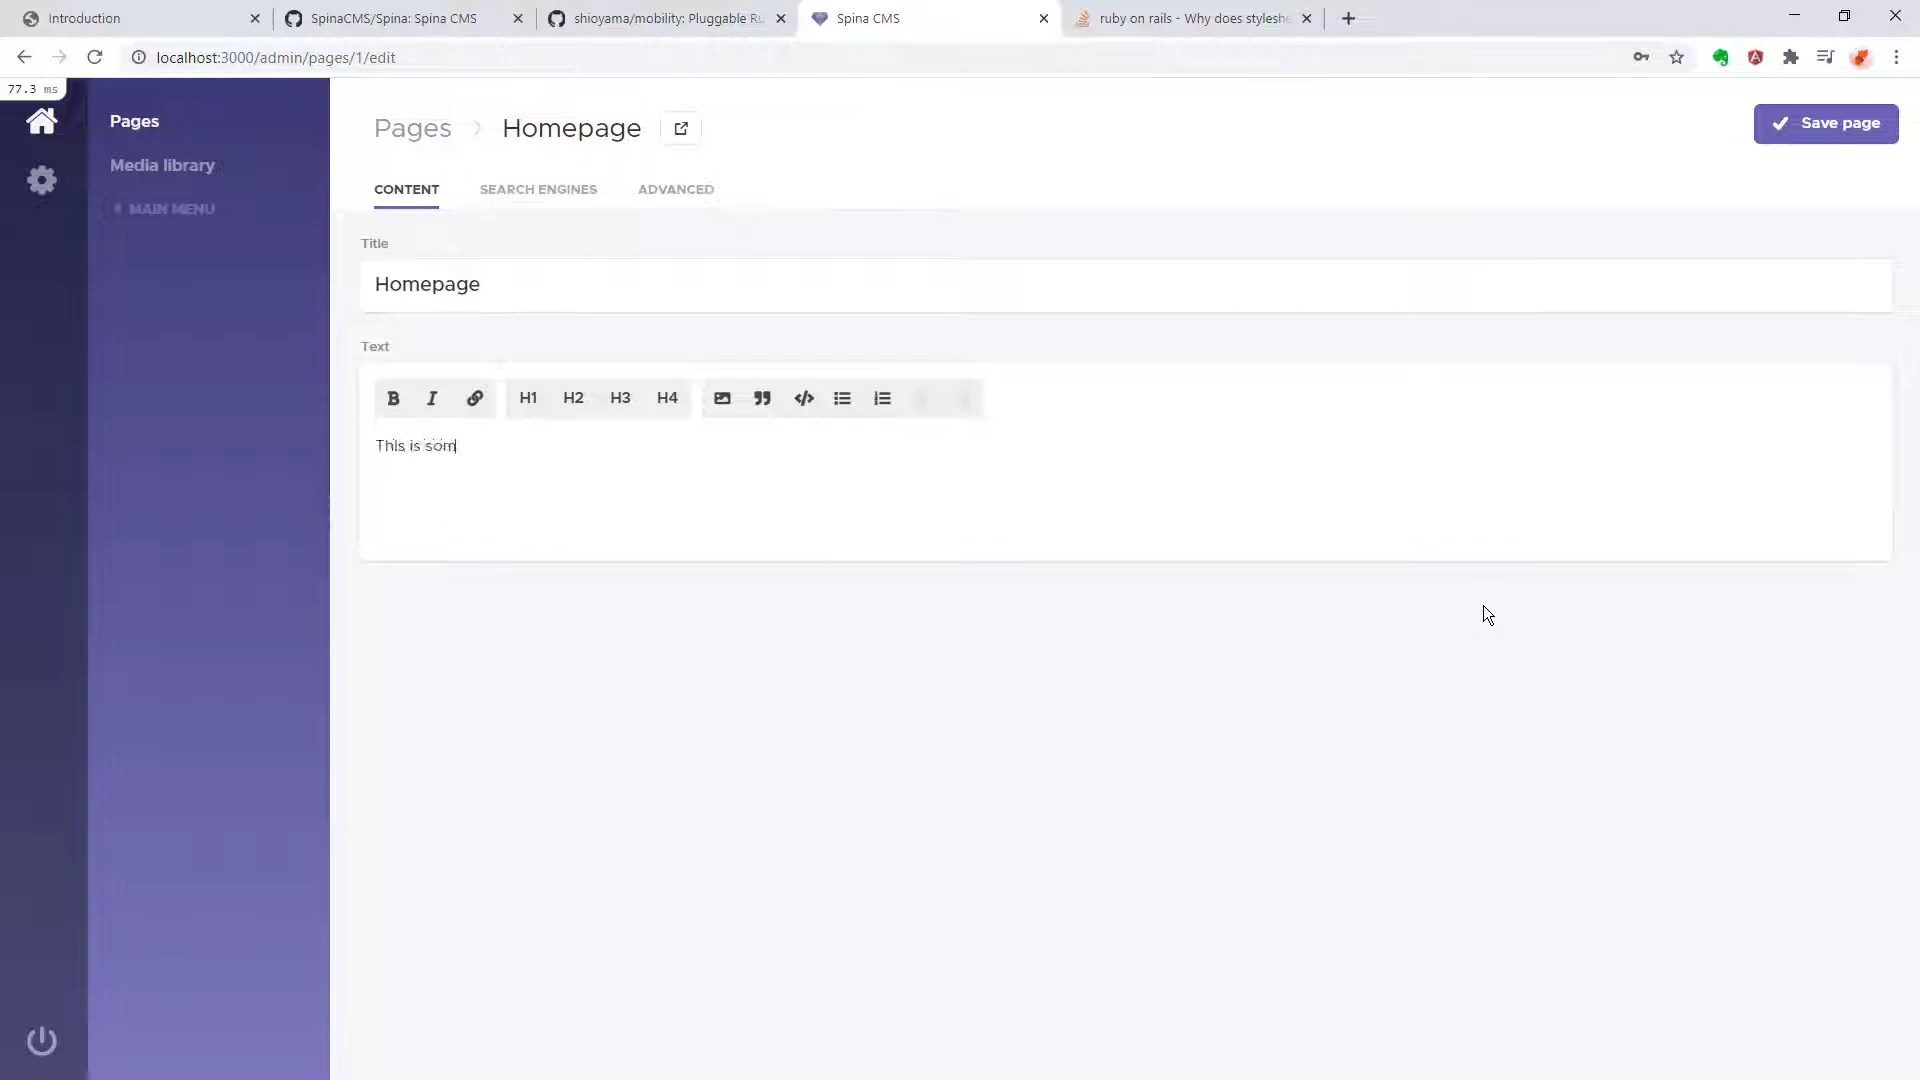 Introduction
SpinaCMS/Spina: Spina CMS
shioyama/mobility: Pluggable Ru
Spina CMS
ruby on rails - Why does styleshe
localhost:3000/admin/pages/1/edit
77.3 ms
Pages
Media library
MAIN MENU
Pages
Homepage
Save page
CONTENT
SEARCH ENGINES
ADVANCED
Title
Homepage
Text
B I H1 H2 H3 H4
This is som